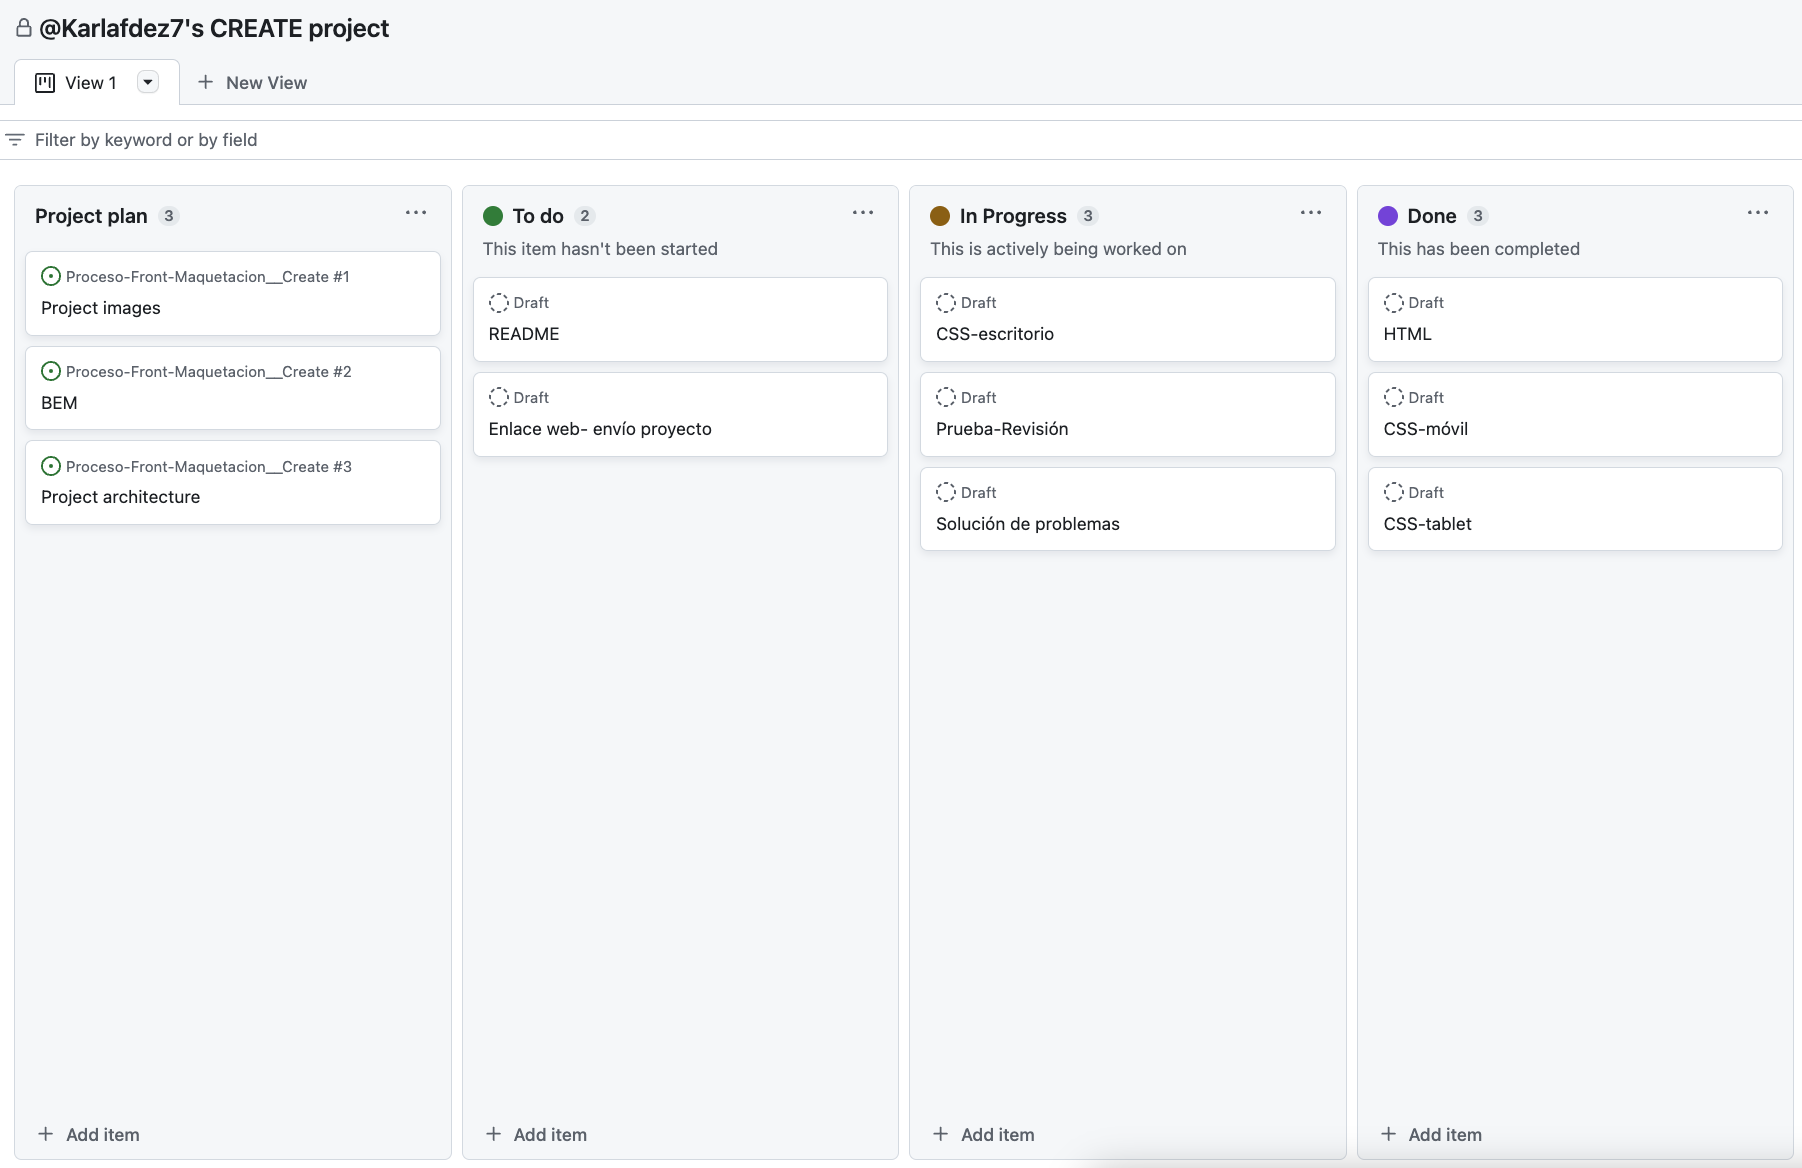 @Karlafdez7's CREATE project
View 1
New View
Filter by keyword or by field
Project plan 3
Proceso-Front-Maquetacion__Create #1
Project images
Proceso-Front-Maquetacion__Create #2
BEM
Proceso-Front-Maquetacion__Create #3
Project architecture
Add item
To do 2
This item hasn't been started
Draft
README
Draft
Enlace web- envío proyecto
Add item
In Progress 3
This is actively being worked on
Draft
CSS-escritorio
Draft
Prueba-Revisión
Draft
Solución de problemas
Add item
Done 3
This has been completed
Draft
HTML
Draft
CSS-móvil
Draft
CSS-tablet
Add item